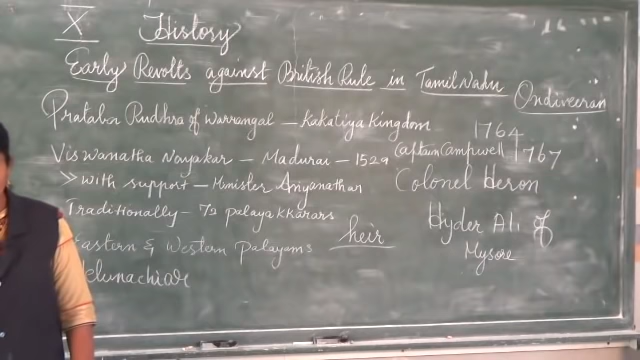 X History
Early Revolts against British Rule in Tamil Nadu
Ondiveeran
Prataba Rudhra of Warrangal – Kakatiya Kingdom
Viswanatha Nayakar – Madurai – 1529
>> with support – Minister Ariyanathar
Traditionally – 72 palayakkarars
Eastern & Western Palayams
Velunachiar
heir
1764
Captain Campwell 1767
Colonel Heron
Hyder Ali of
Mysore